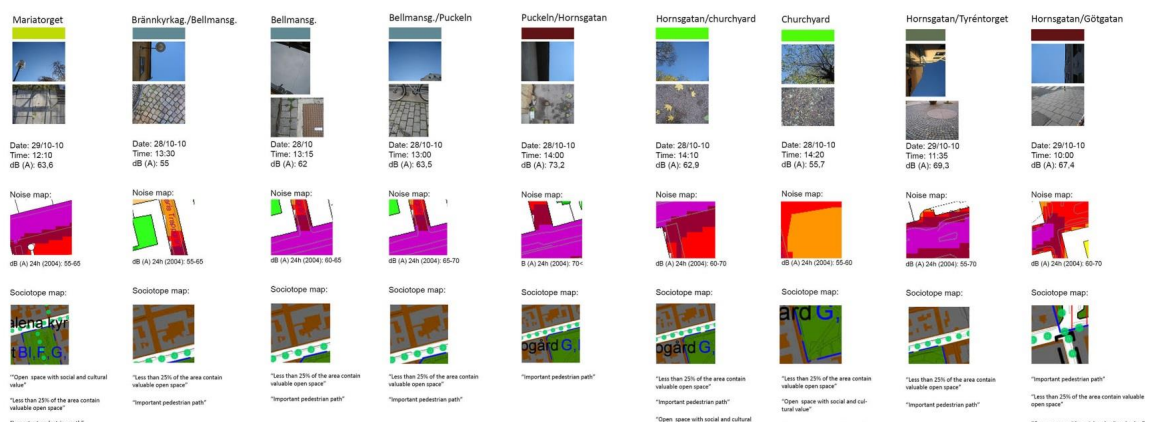 Mariatorget
Date: 29/10-10
Time: 12:10
dB (A): 63,6
Noise map:
dB (A) 24h (2004): 55-65
Sociotope map:
alena kyr
BI,F,G,
"Open space with social and cultural
value"
"Less than 25% of the area contain
valuable open space"
Brännkyrkag./Bellmansg.
Date: 28/10-10
Time: 13:30
dB (A): 55
Noise map:
dB (A) 24h (2004): 55-65
Sociotope map:
"Less than 25% of the area contain
valuable open space"
"Important pedestrian path"
Bellmansg.
Date: 28/10
Time: 13:15
dB (A): 62
Noise map:
dB (A) 24h (2004): 60-65
Sociotope map:
"Less than 25% of the area contain
valuable open space"
"Important pedestrian path"
Bellmansg./Puckeln
Date: 28/10-10
Time: 13:00
dB (A): 63,5
Noise map:
dB (A) 24h (2004): 65-70
Sociotope map:
"Less than 25% of the area contain
valuable open space"
"Important pedestrian path"
Puckeln/Hornsgatan
Date: 28/10-10
Time: 14:00
dB (A): 73,2
Noise map:
B (A) 24h (2004): 70<
Sociotope map:
ogård G,
"Important pedestrian path"
Hornsgatan/churchyard
Date: 28/10-10
Time: 14:10
dB (A): 62,9
Noise map:
dB (A) 24h (2004): 60-70
Sociotope map:
ogård G,
"Less than 25% of the area contain
valuable open space"
"Important pedestrian path"
"Open space with social and cultural
Churchyard
Date: 28/10-10
Time: 14:20
dB (A): 55,7
Noise map:
dB (A) 24h (2004): 55-60
Sociotope map:
ard G,
"Less than 25% of the area contain
valuable open space"
"Open space with social and cul-
tural value"
Hornsgatan/Tyréntorget
Date: 29/10-10
Time: 11:35
dB (A): 69,3
Noise map:
dB (A) 24h (2004): 55-70
Sociotope map:
"Less than 25% of the area contain
valuable open space"
"Important pedestrian path"
Hornsgatan/Götgatan
Date: 29/10-10
Time: 10:00
dB (A): 67,4
Noise map:
dB (A) 24h (2004): 60-70
Sociotope map:
"Important pedestrian path"
"Less than 25% of the area contain valuable
open space"